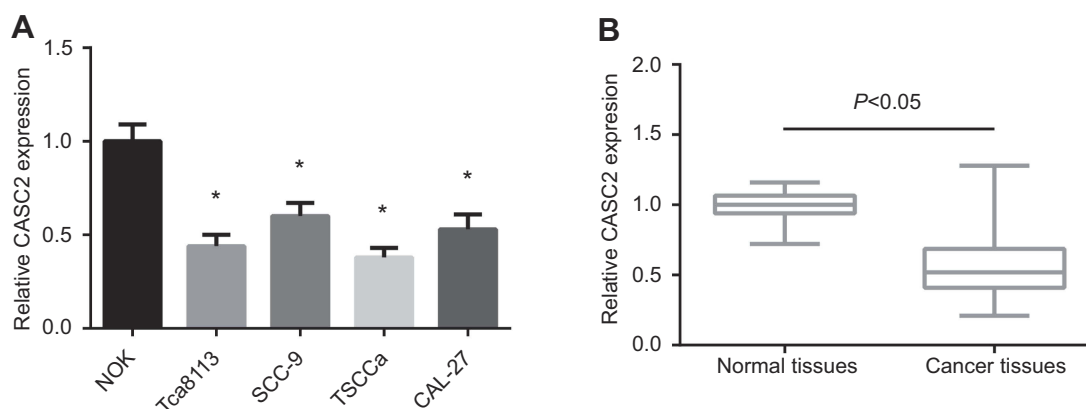 A
Relative CASC2 expression
1.5
1.0
0.5
0.0
*
*
*
*
NOK
Tca8113
SCC-9
TSCCa
CAL-27
B
Relative CASC2 expression
2.0
1.5
1.0
0.5
0.0
P<0.05
Normal tissues
Cancer tissues